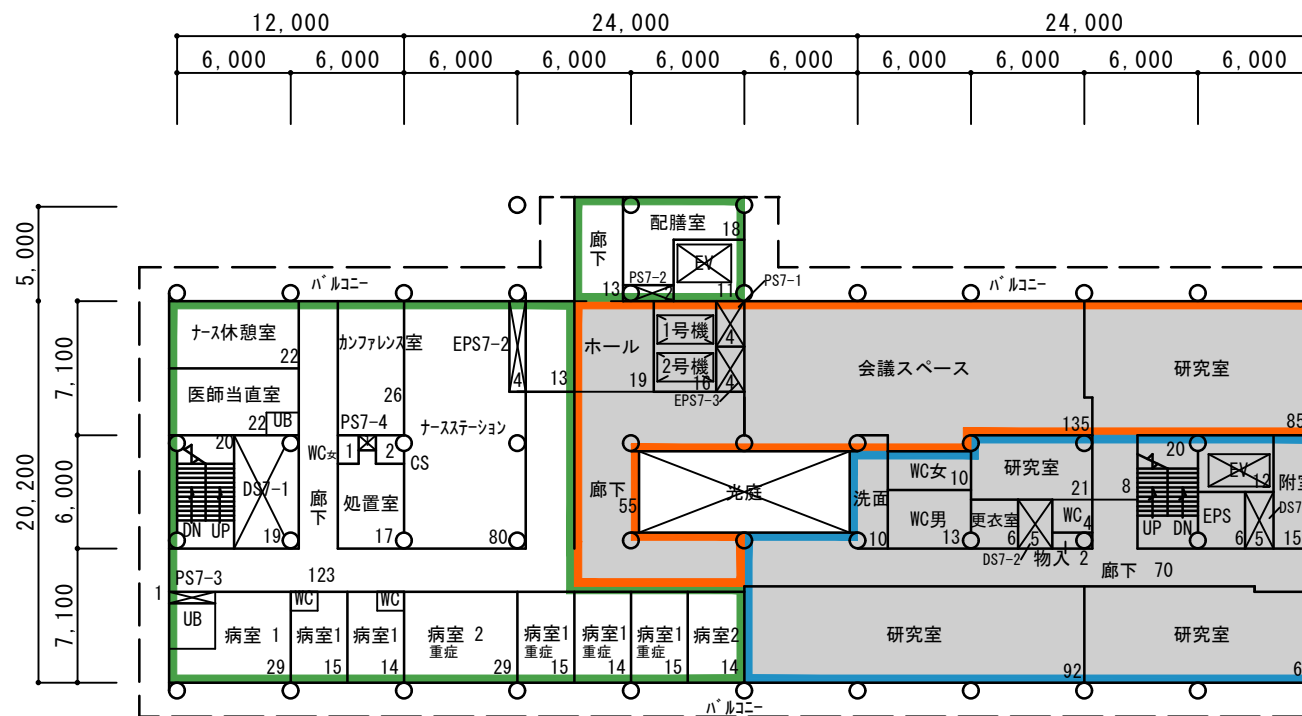 12,000
24,000
24,000
6,000
6,000
6,000
6,000
6,000
6,000
6,000
6,000
6,000
6,000
5,000
20,200
7,100
6,000
7,100
バルコニー
バルコニー
バルコニー
廊下
13
配膳室
18
PS7-2
2
EV
11
PS7-1
ナース休憩室
22
カンファレンス室
26
EPS7-2
4
13
ホール
19
1号機
2号機
16
4
4
EPS7-3
会議スペース
135
研究室
85
医師当直室
22
UB
PS7-4
1
2
ナースステーション
80
CS
20
DN
UP
DS7-1
19
WC女
廊下
処置室
17
廊下
55
光庭
洗面
10
WC女
10
WC男
13
研究室
21
更衣室
6
5
DS7-2
WC
4
物入 2
8
20
UP
DN
EV
12
EPS
6
5
DS7
附室
15
廊下 70
PS7-3
1
123
UB
病室 1
29
WC
病室1
15
WC
病室1
14
病室 2
重症
29
病室1
重症
15
病室1
重症
14
病室1
重症
15
病室2
14
研究室
92
研究室
6